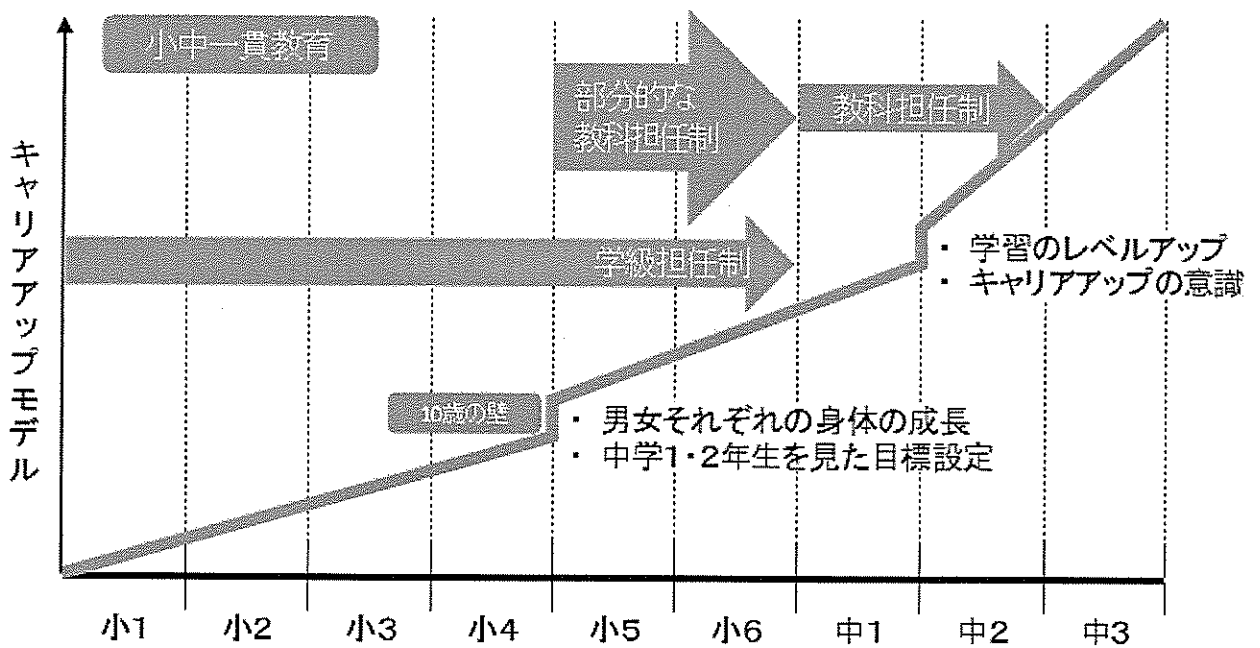 小中一貫教育
部分的な
教科担任制
教科担任制
学級担任制
・ 学習のレベルアップ
・ キャリアアップの意識
10歳の壁
・ 男女それぞれの身体の成長
・ 中学1・2年生を見た目標設定
キャリアアップモデル
小1 小2 小3 小4 小5 小6 中1 中2 中3